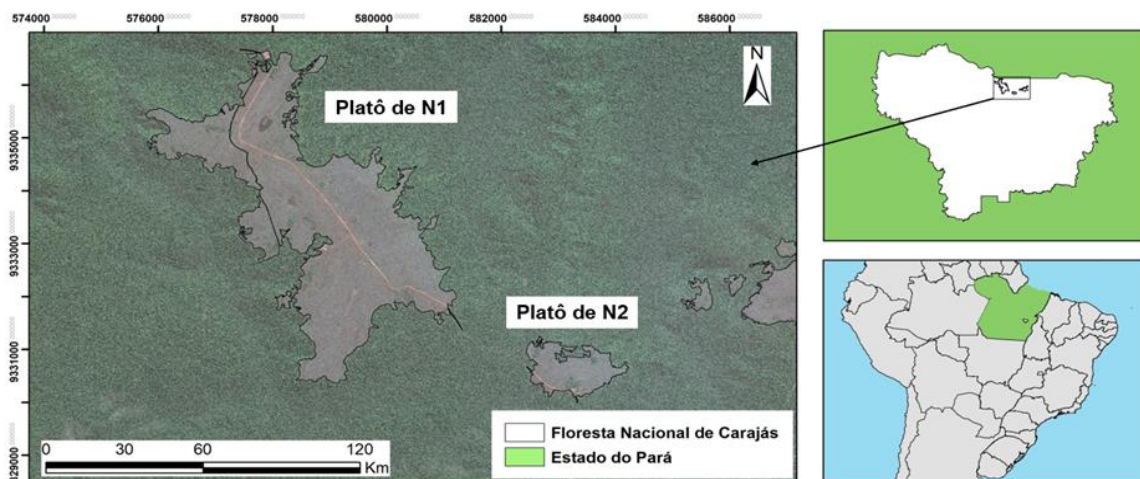 574000
576000
578000
580000
582000
584000
586000
9335000
9333000
9331000
9329000
Platô de N1
N
Platô de N2
Floresta Nacional de Carajás
Estado do Pará
0 30 60 120
Km